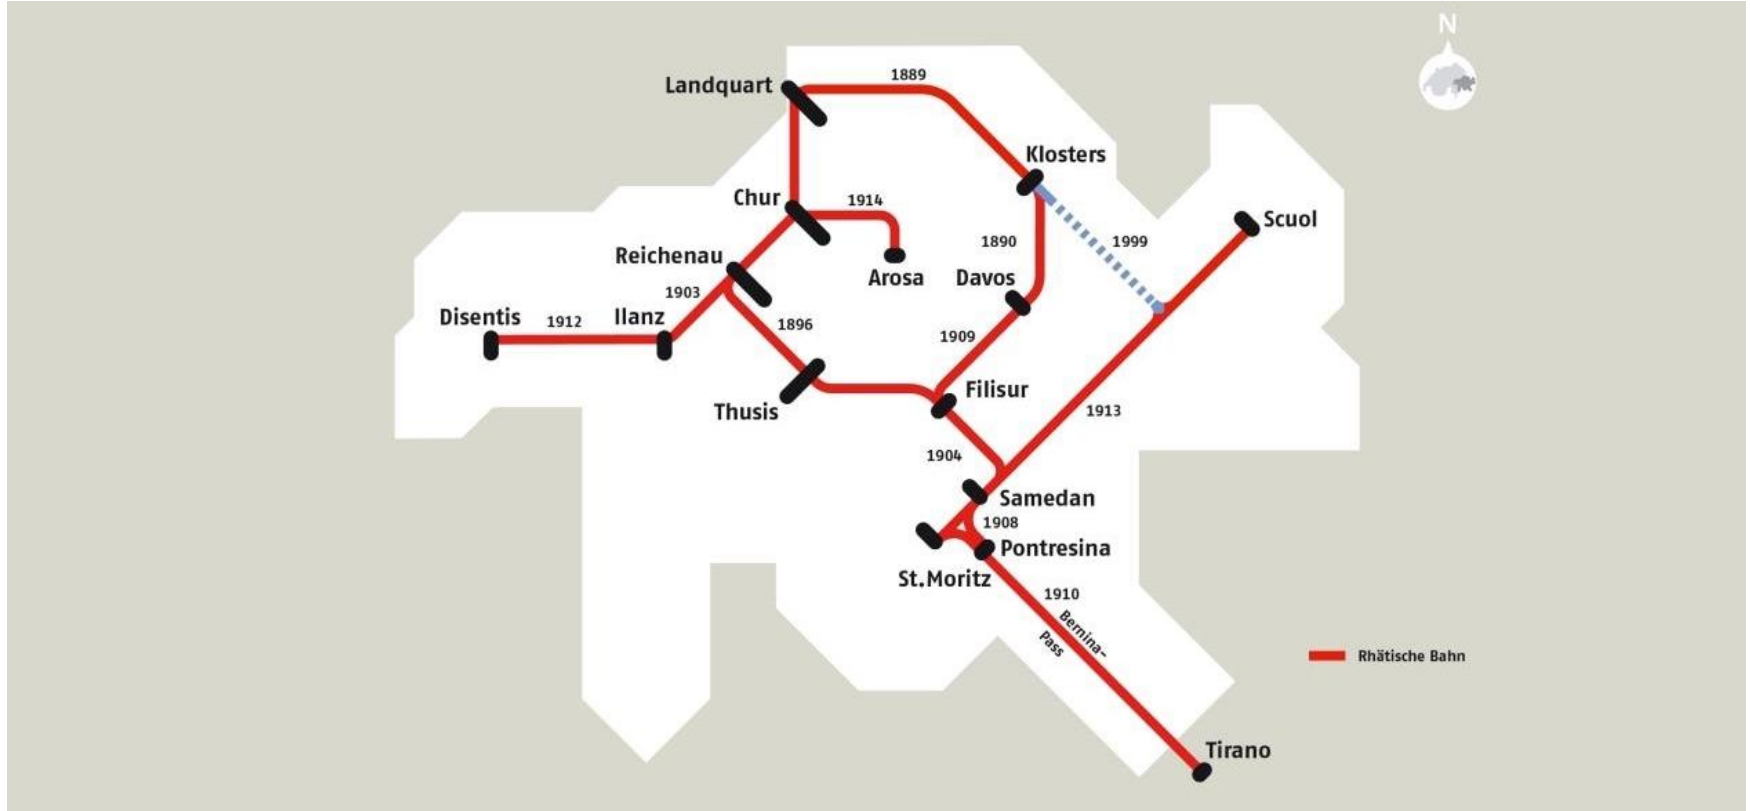 N
1889
Landquart
Klosters
Chur
1914
Scuol
1890
1999
Reichenau
Arosa
Davos
1903
Disentis
1912
Ilanz
1896
1909
Filisur
Thusis
1913
1904
Samedan
1908
Pontresina
St.Moritz
1910
Bernina-
Pass
Rhätische Bahn
Tirano